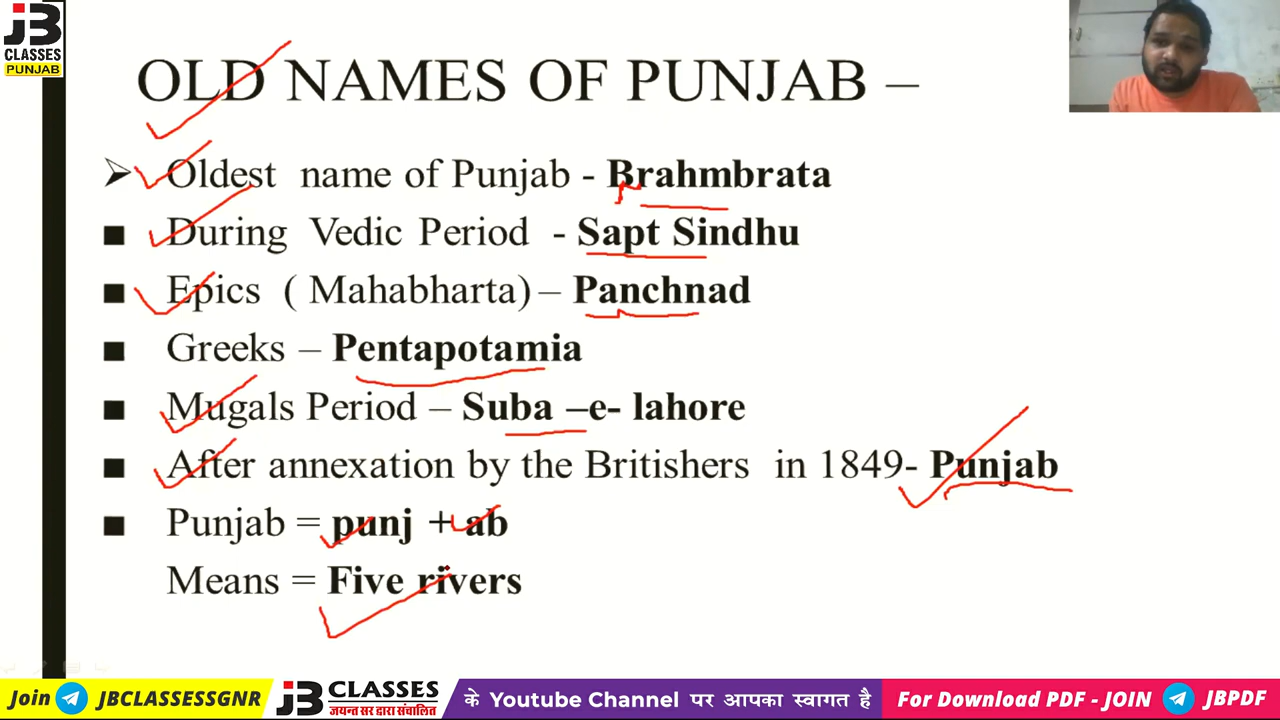 JB
CLASSES
PUNJAB
OLD NAMES OF PUNJAB –
➢ Oldest name of Punjab - Brahmbrata
■ During Vedic Period - Sapt Sindhu
■ Epics ( Mahabharta) – Panchnad
■ Greeks – Pentapotamia
■ Mugals Period – Suba –e- lahore
■ After annexation by the Britishers in 1849- Punjab
■ Punjab = punj + ab
Means = Five rivers
Join JBCLASSESSGNR
JB CLASSES
जयन्त सर द्वारा संचालित
के Youtube Channel पर आपका स्वागत है
For Download PDF - JOIN JBPDF